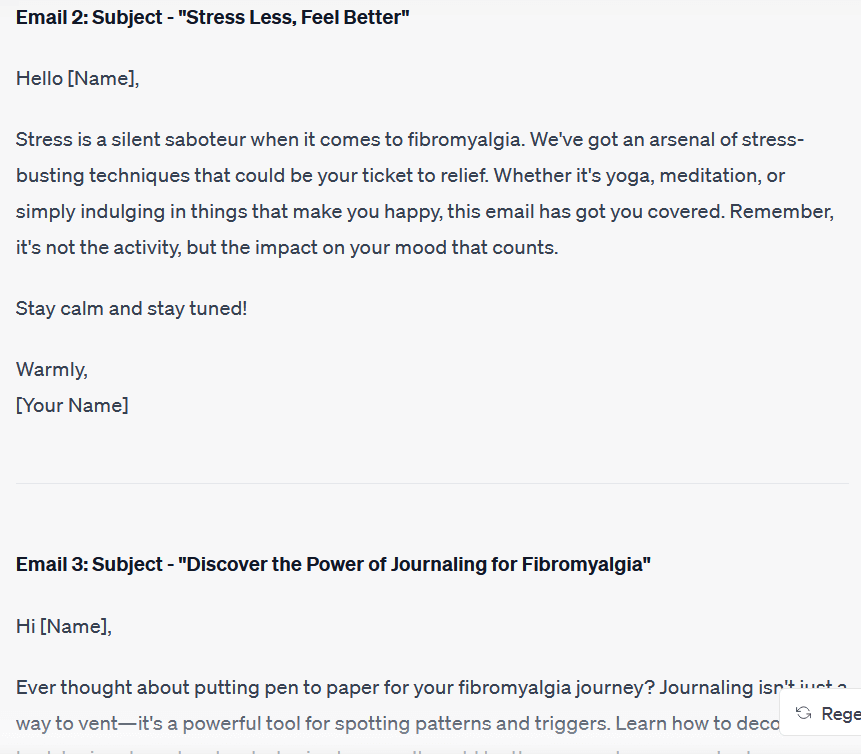 Email 2: Subject - "Stress Less, Feel Better"
Hello [Name],
Stress is a silent saboteur when it comes to fibromyalgia. We've got an arsenal of stress-
busting techniques that could be your ticket to relief. Whether it's yoga, meditation, or
simply indulging in things that make you happy, this email has got you covered. Remember,
it's not the activity, but the impact on your mood that counts.
Stay calm and stay tuned!
Warmly,
[Your Name]
Email 3: Subject - "Discover the Power of Journaling for Fibromyalgia"
Hi [Name],
Ever thought about putting pen to paper for your fibromyalgia journey? Journaling isn't just a
way to vent—it's a powerful tool for spotting patterns and triggers. Learn how to deco
Rege